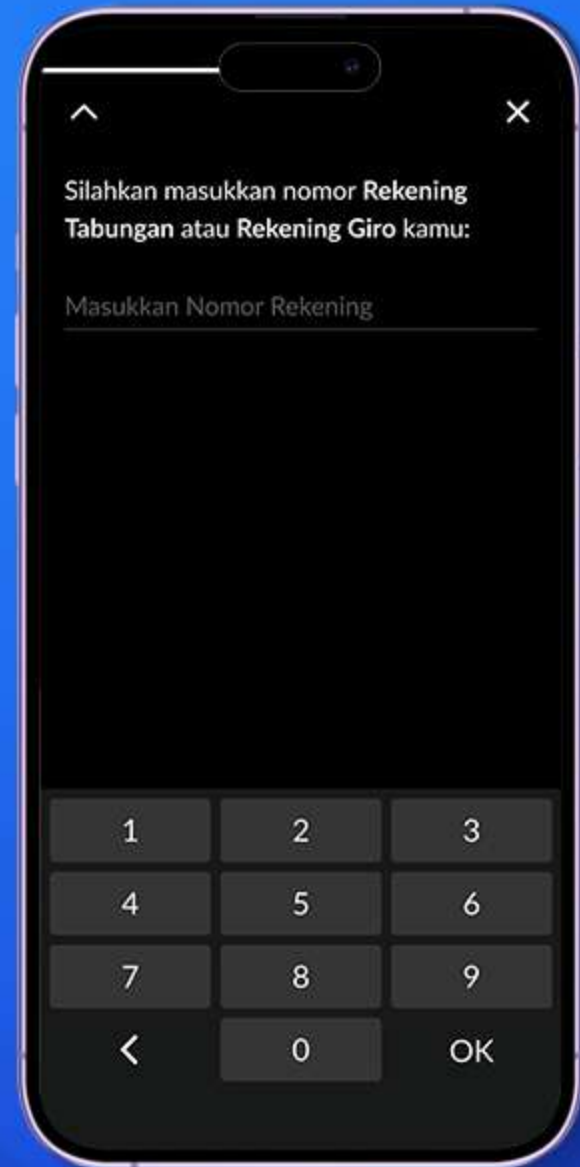 Silahkan masukkan nomor Rekening
Tabungan atau Rekening Giro kamu:
Masukkan Nomor Rekening
1 2 3
4 5 6
7 8 9
0 OK